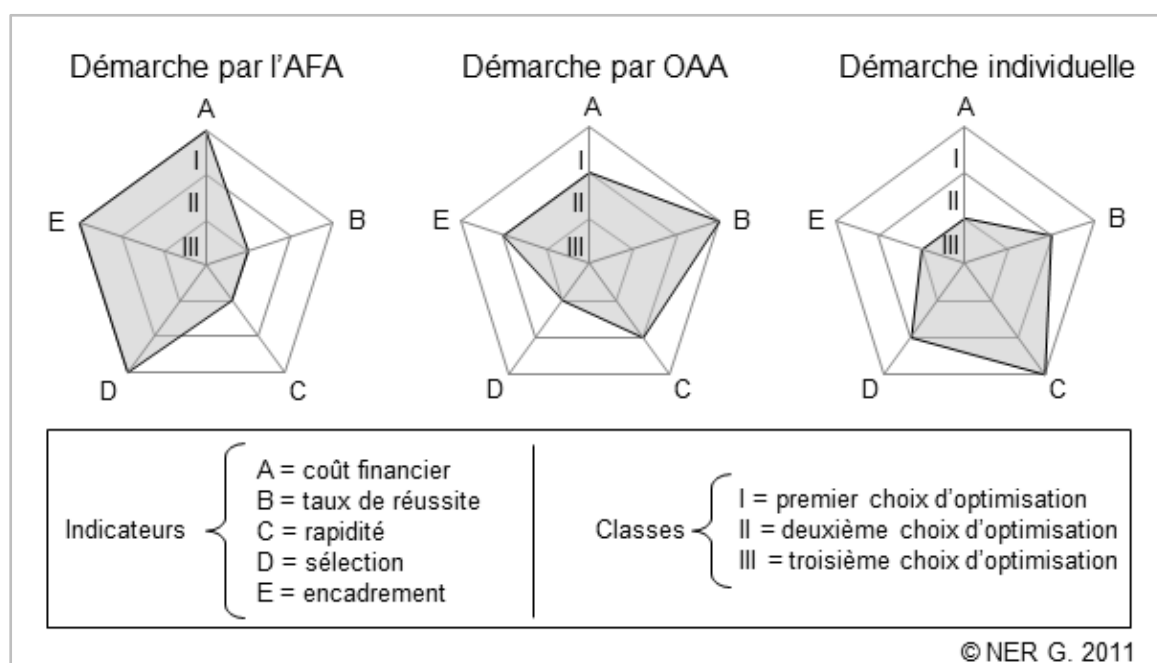 Démarche par l'AFA
A
I
II
III
B
C
D
E
Démarche par OAA
A
I
II
III
B
C
D
E
Démarche individuelle
A
I
II
III
B
C
D
E
Indicateurs
A = coût financier
B = taux de réussite
C = rapidité
D = sélection
E = encadrement
Classes
I = premier choix d'optimisation
II = deuxième choix d'optimisation
III = troisième choix d'optimisation
© NER G. 2011